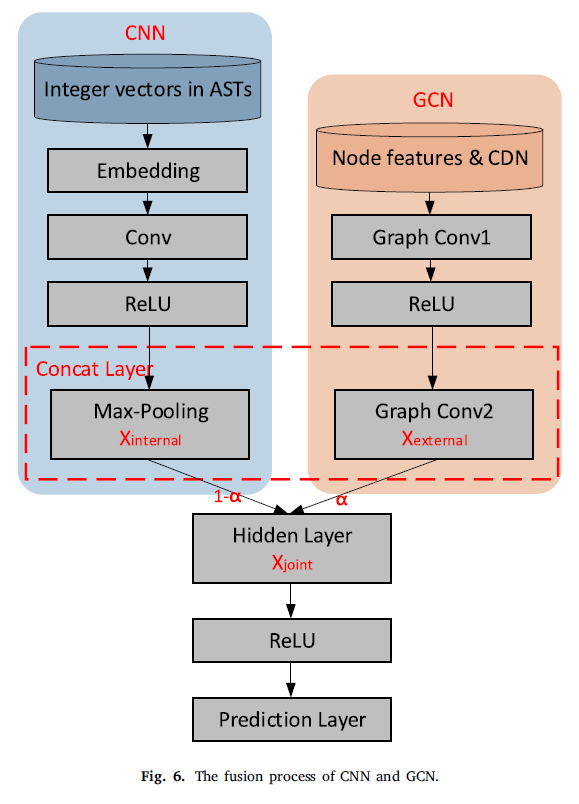 CNN
Integer vectors in ASTs
Embedding
Conv
ReLU
GCN
Node features & CDN
Graph Conv1
ReLU
Concat Layer
Max-Pooling
Xinternal
Graph Conv2
Xexternal
1-α
α
Hidden Layer
Xjoint
ReLU
Prediction Layer
Fig. 6. The fusion process of CNN and GCN.